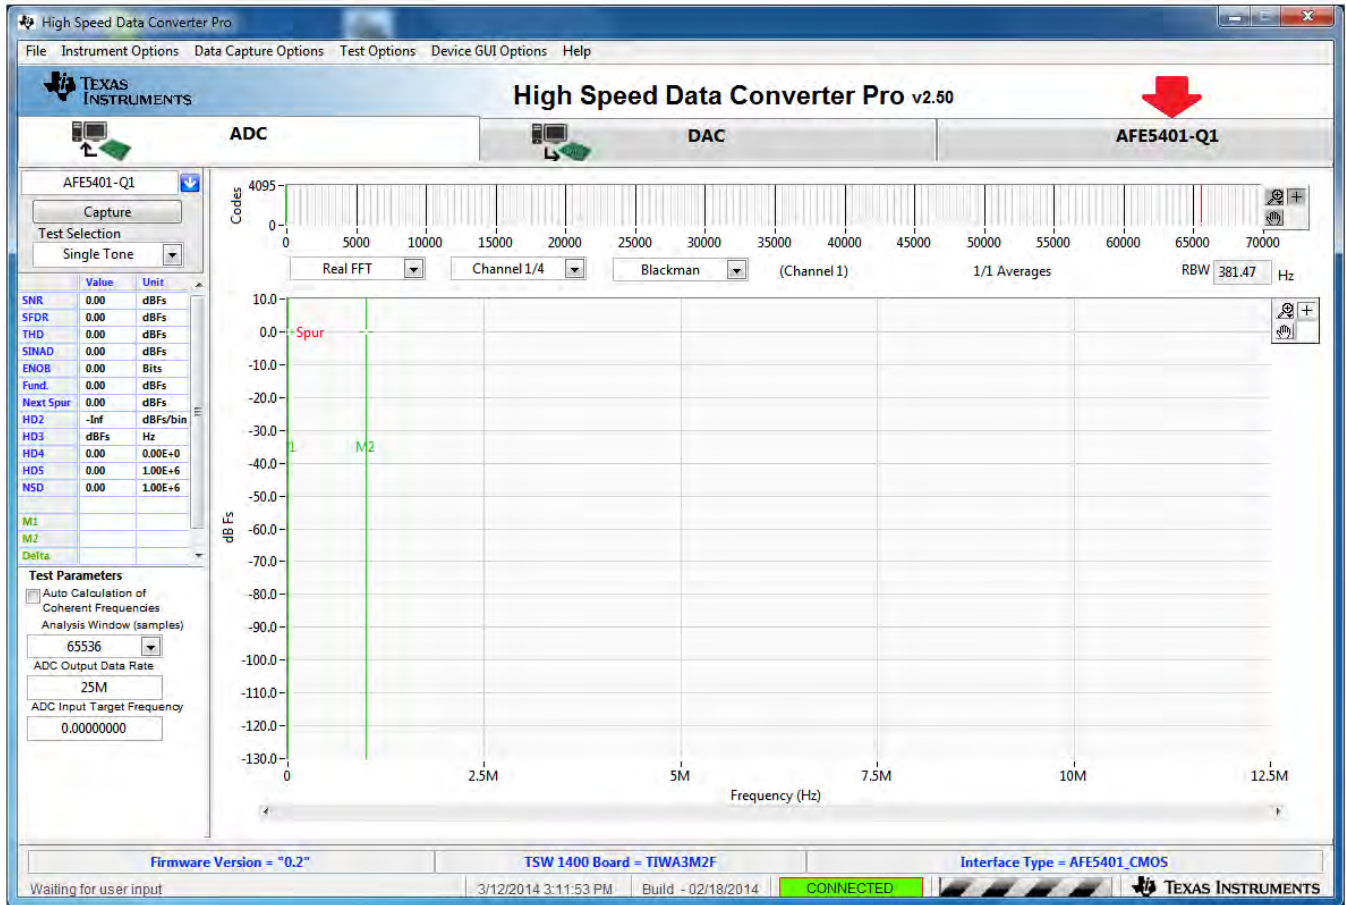 High Speed Data Converter Pro
File Instrument Options Data Capture Options Test Options Device GUI Options Help
TEXAS INSTRUMENTS
High Speed Data Converter Pro v2.50
ADC
DAC
AFE5401-Q1
AFE5401-Q1
Capture
Test Selection
Single Tone
Value Unit
SNR 0.00 dBFs
SFDR 0.00 dBFs
THD 0.00 dBFs
SINAD 0.00 dBFs
ENOB 0.00 Bits
Fund. 0.00 dBFs
Next Spur 0.00 dBFs
HD2 -Inf dBFs/bin
HD3 dBFs Hz
HD4 0.00 0.00E+0
HD5 0.00 1.00E+6
NSD 0.00 1.00E+6
M1
M2
Delta
Test Parameters
Auto Calculation of
Coherent Frequencies
Analysis Window (samples)
65536
ADC Output Data Rate
25M
ADC Input Target Frequency
0.00000000
Codes
4095
0
0 5000 10000 15000 20000 25000 30000 35000 40000 45000 50000 55000 60000 65000 70000
Real FFT Channel 1/4 Blackman (Channel 1) 1/1 Averages RBW 381.47 Hz
10.0
0.0
Spur
-10.0
-20.0
-30.0
1 M2
-40.0
-50.0
dB Fs
-60.0
-70.0
-80.0
-90.0
-100.0
-110.0
-120.0
-130.0
0 2.5M 5M 7.5M 10M 12.5M
Frequency (Hz)
Firmware Version = "0.2"
TSW 1400 Board = TIWA3M2F
Interface Type = AFE5401_CMOS
Waiting for user input
3/12/2014 3:11:53 PM
Build - 02/18/2014
CONNECTED
TEXAS INSTRUMENTS